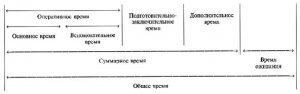 Оперативное время
Подготовительно-
заключительное
время
Дополнительное
время
Основное время
Вспомогательное
время
Суммарное время
Время
ожидания
Общее время